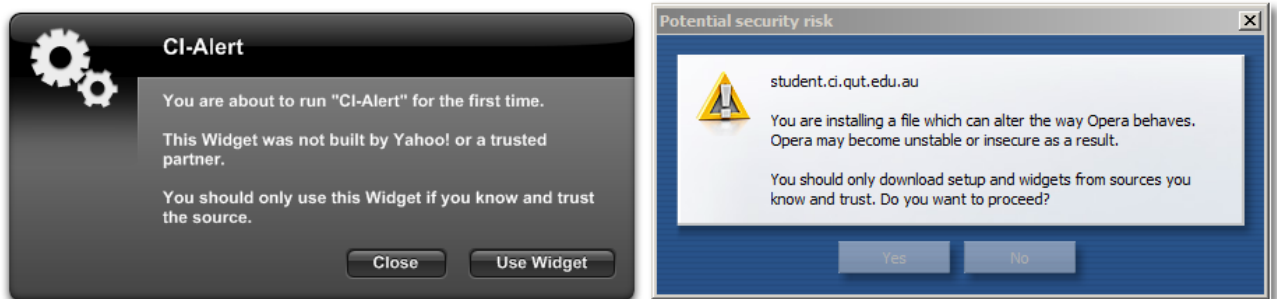 CI-Alert
You are about to run "CI-Alert" for the first time.
This Widget was not built by Yahoo! or a trusted
partner.
You should only use this Widget if you know and trust
the source.
Close
Use Widget
Potential security risk
student.ci.qut.edu.au
You are installing a file which can alter the way Opera behaves.
Opera may become unstable or insecure as a result.
You should only download setup and widgets from sources you
know and trust. Do you want to proceed?
Yes
No